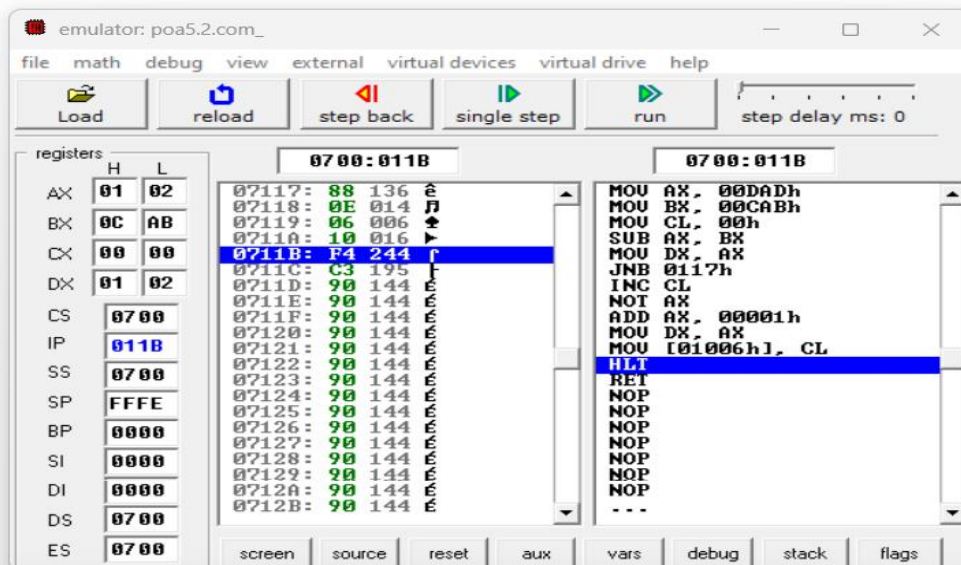 emulator: poa5.2.com_
file math debug view external virtual devices virtual drive help
Load reload step back single step run step delay ms: 0
registers
H L
AX 01 02
BX 0C AB
CX 00 00
DX 01 02
CS 0700
IP 011B
SS 0700
SP FFFE
BP 0000
SI 0000
DI 0000
DS 0700
ES 0700
0700:011B
07117: 88 136 ê
07118: 0E 014 ♫
07119: 06 006 ♠
0711A: 10 016 ►
0711B: F4 244 ⌠
0711C: C3 195 ├
0711D: 90 144 É
0711E: 90 144 É
0711F: 90 144 É
07120: 90 144 É
07121: 90 144 É
07122: 90 144 É
07123: 90 144 É
07124: 90 144 É
07125: 90 144 É
07126: 90 144 É
07127: 90 144 É
07128: 90 144 É
07129: 90 144 É
0712A: 90 144 É
0712B: 90 144 É
0700:011B
MOV AX, 00DADh
MOV BX, 00CABh
MOV CL, 00h
SUB AX, BX
MOV DX, AX
JNB 0117h
INC CL
NOT AX
ADD AX, 00001h
MOV DX, AX
MOV [01006h], CL
HLT
RET
NOP
NOP
NOP
NOP
NOP
NOP
NOP
...
screen source reset aux vars debug stack flags